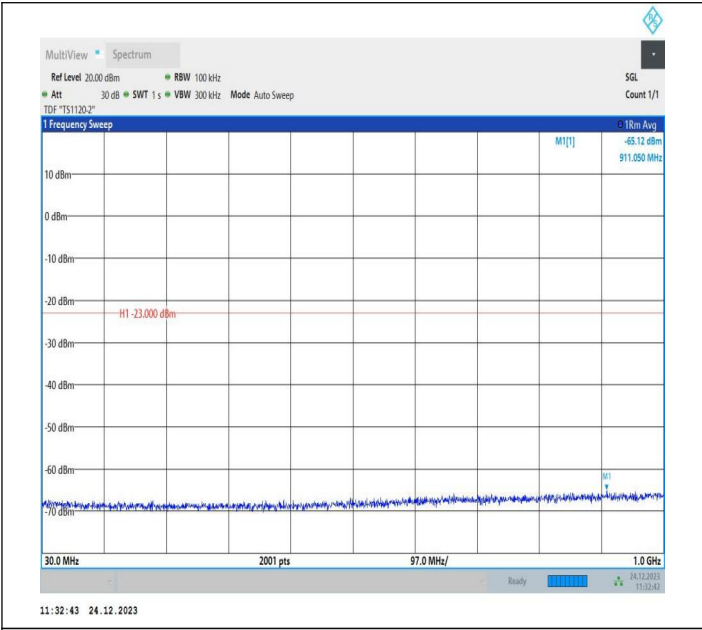 MultiView Spectrum
Ref Level 20.00 dBm RBW 100 kHz SGL
Att 30 dB SWT 1 s VBW 300 kHz Mode Auto Sweep Count 1/1
TDF "TS1120-2"
1 Frequency Sweep 1Rm Avg
M1[1] -65.12 dBm
911.050 MHz
10 dBm
0 dBm
-10 dBm
-20 dBm
H1 -23.000 dBm
-30 dBm
-40 dBm
-50 dBm
-60 dBm
M1
-70 dBm
30.0 MHz 2001 pts 97.0 MHz/ 1.0 GHz
Ready 24.12.2023
11:32:42
11:32:43 24.12.2023